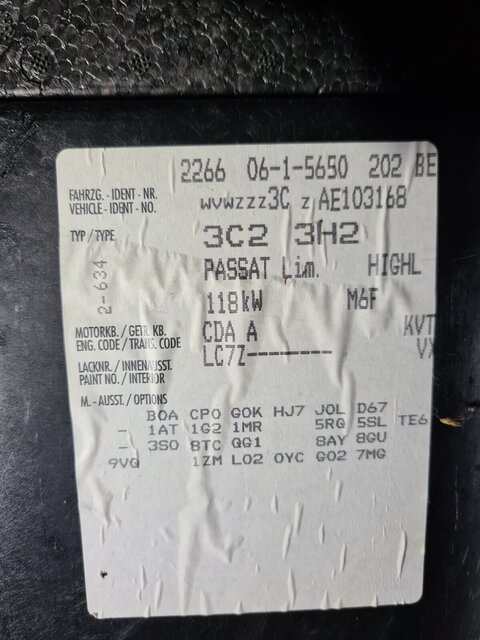 2266 06-1-5650 202 BE
FAHRZG. - IDENT - NR.
VEHICLE - IDENT - NO.
WVWZZZ3C Z AE103168
TYP / TYPE
3C2 3H2
2-634
PASSAT Lim. HIGHL
118kW M6F
MOTORKB. / GETR. KB.
ENG. CODE / TRANS. CODE
CDA A KVT
LACKNR. / INNENAUSST.
PAINT NO. / INTERIOR
LC7Z--------- VX
M. - AUSST. / OPTIONS
B0A CP0 G0K HJ7 J0L D67
- 1AT 1G2 1MR 5RQ 5SL TE6
- 3S0 8TC QG1 8AY 8GU
9VQ 1ZM L02 0YC G02 7MG